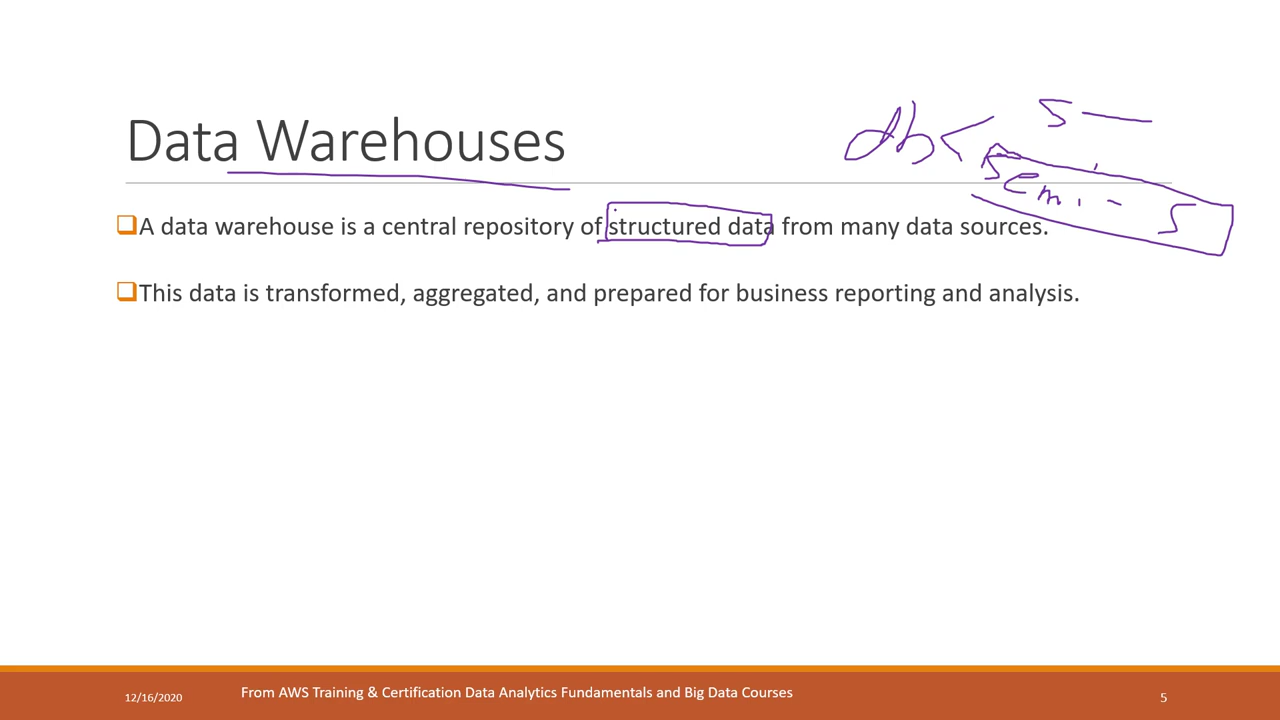 Data Warehouses
db< S —
semi - S
A data warehouse is a central repository of structured data from many data sources.
This data is transformed, aggregated, and prepared for business reporting and analysis.
12/16/2020 From AWS Training & Certification Data Analytics Fundamentals and Big Data Courses 5